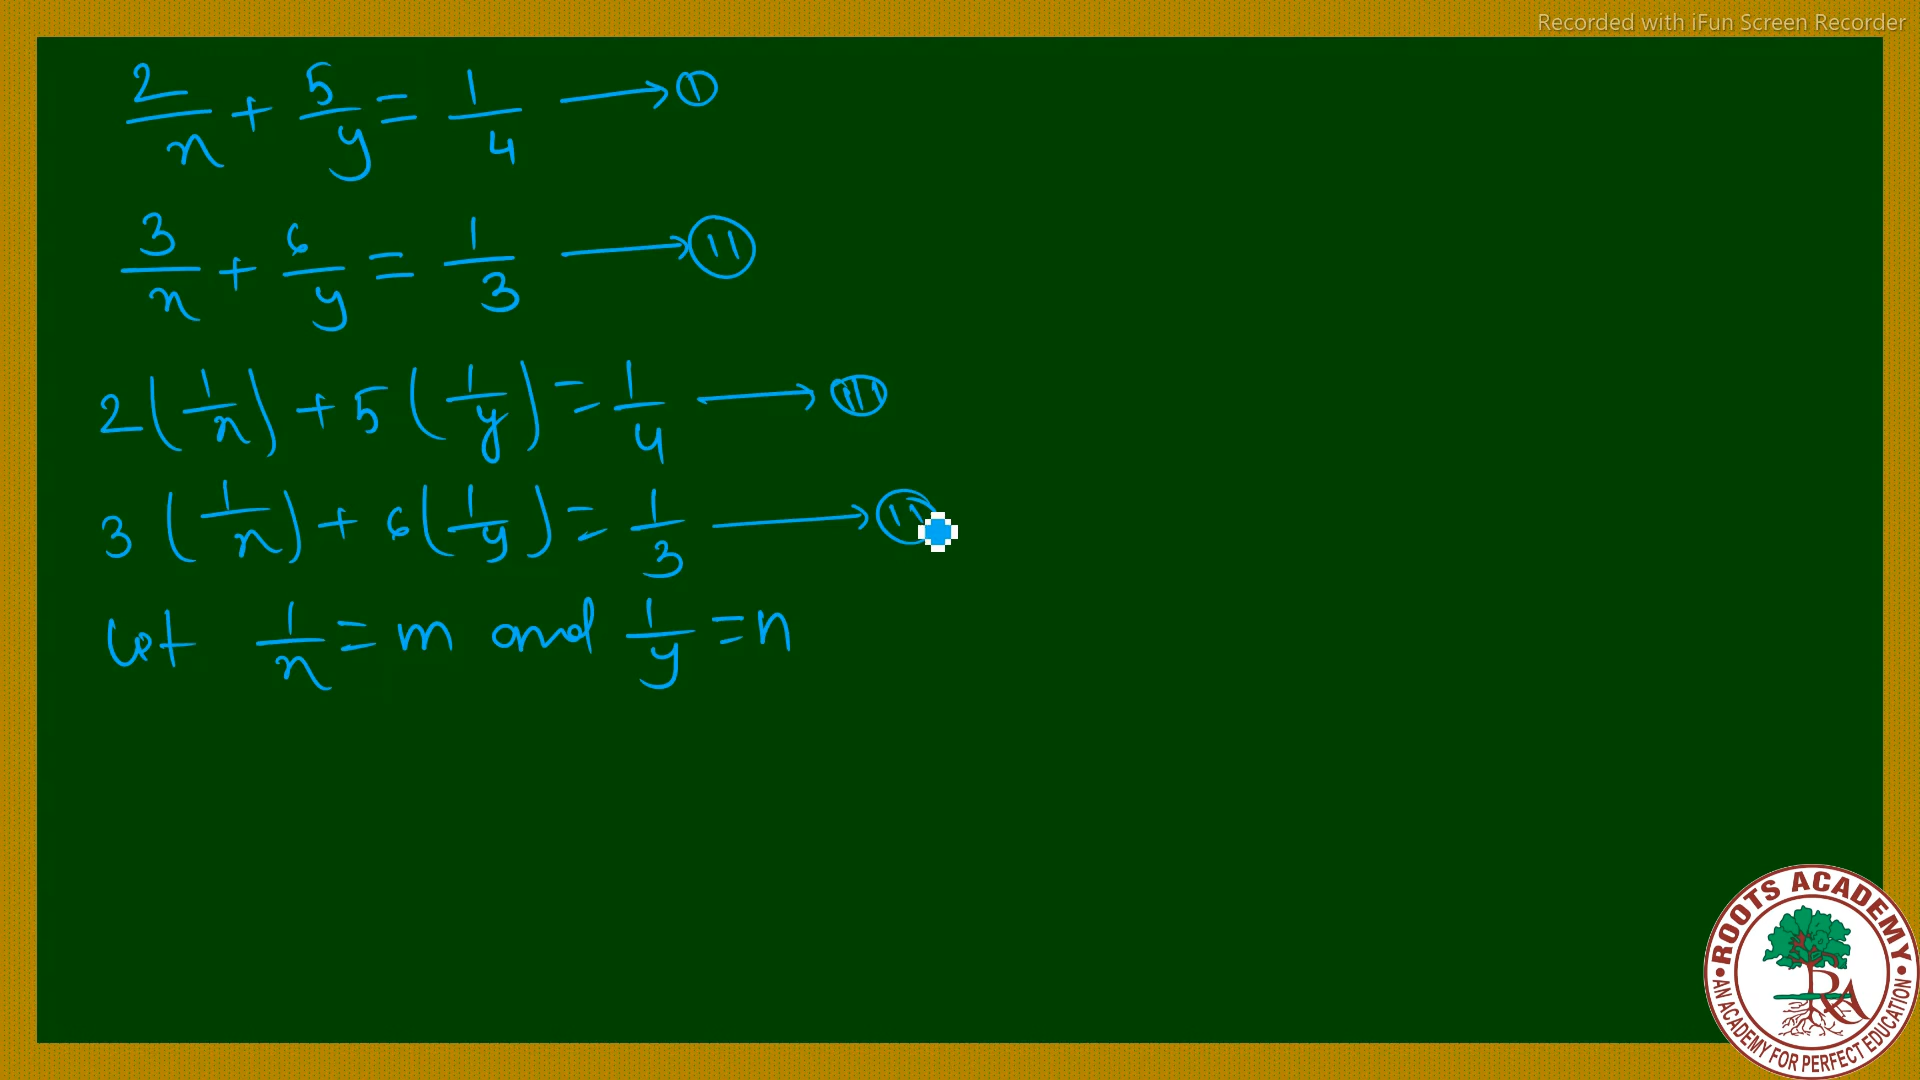 Recorded with iFun Screen Recorder
2/x + 5/y = 1/4 → I
3/x + 6/y = 1/3 → II
2(1/x) + 5(1/y) = 1/4 → III
3(1/x) + 6(1/y) = 1/3 →
let 1/x = m and 1/y = n
ROOTS ACADEMY
RA
AN ACADEMY FOR PERFECT EDUCATION